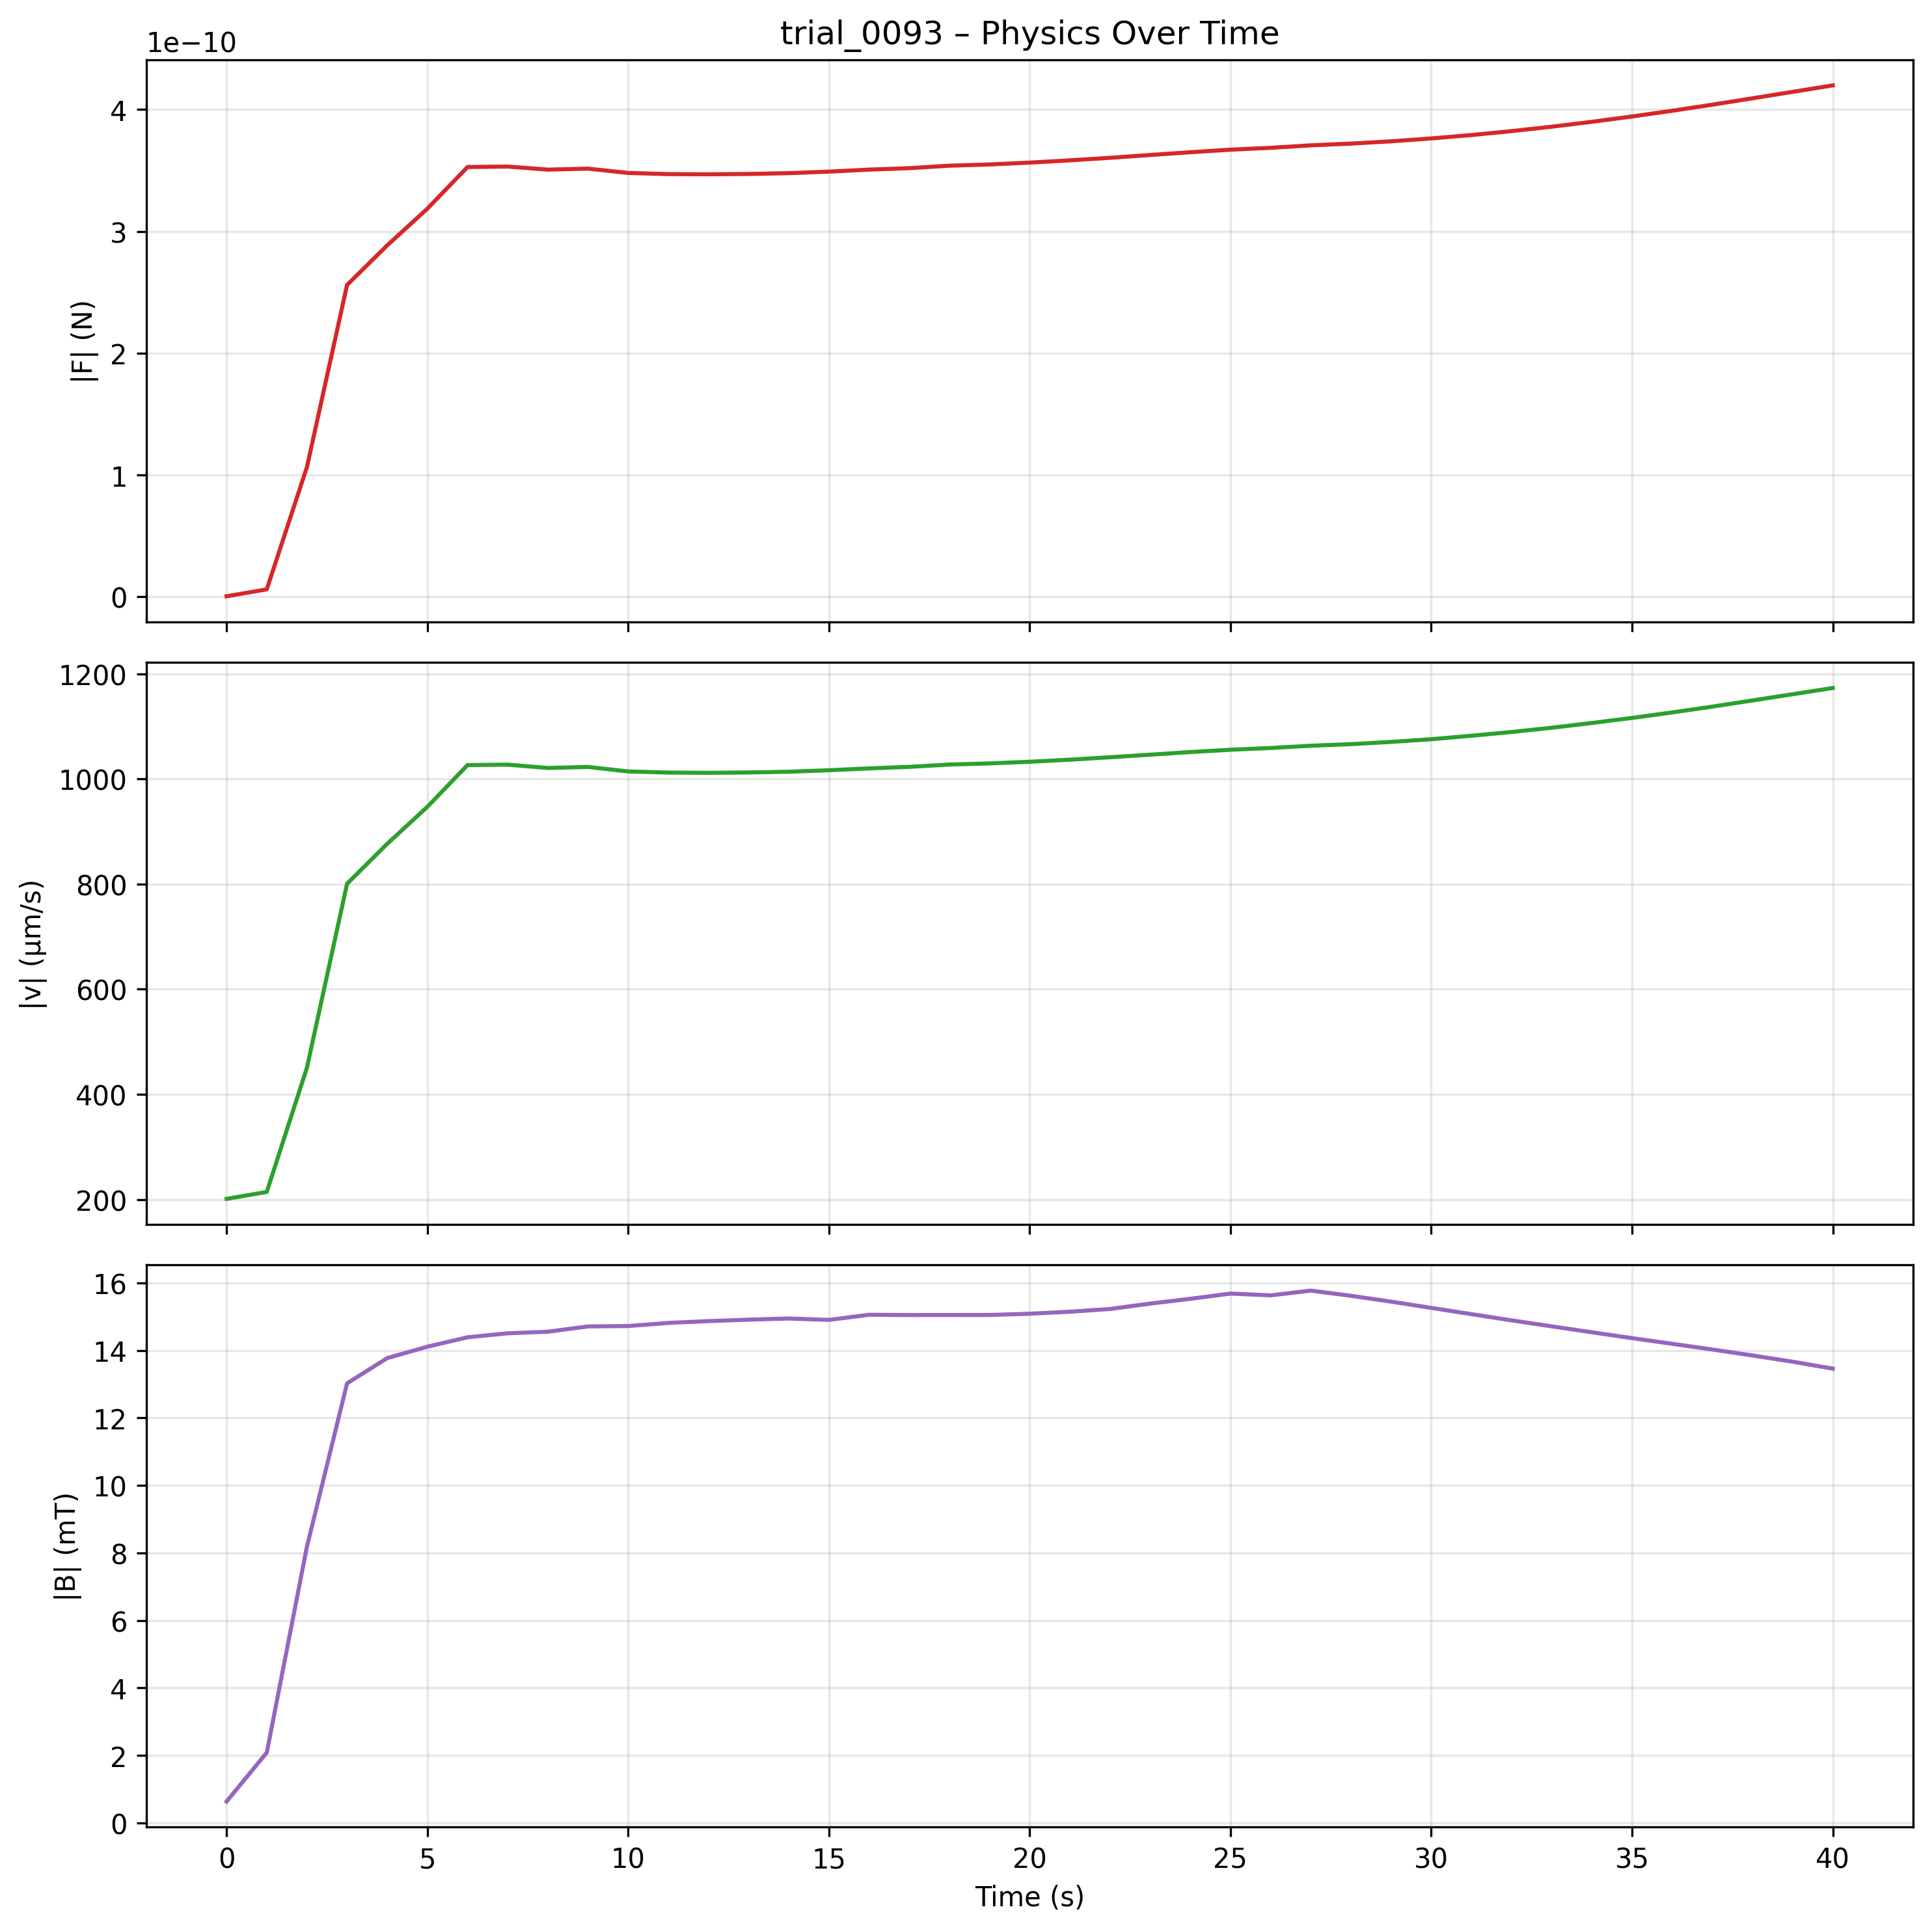 trial_0093 – Physics Over Time
1e−10
4
3
2
1
0
|F| (N)
1200
1000
800
600
400
200
|v| (µm/s)
16
14
12
10
8
6
4
2
0
|B| (mT)
0 5 10 15 20 25 30 35 40
Time (s)